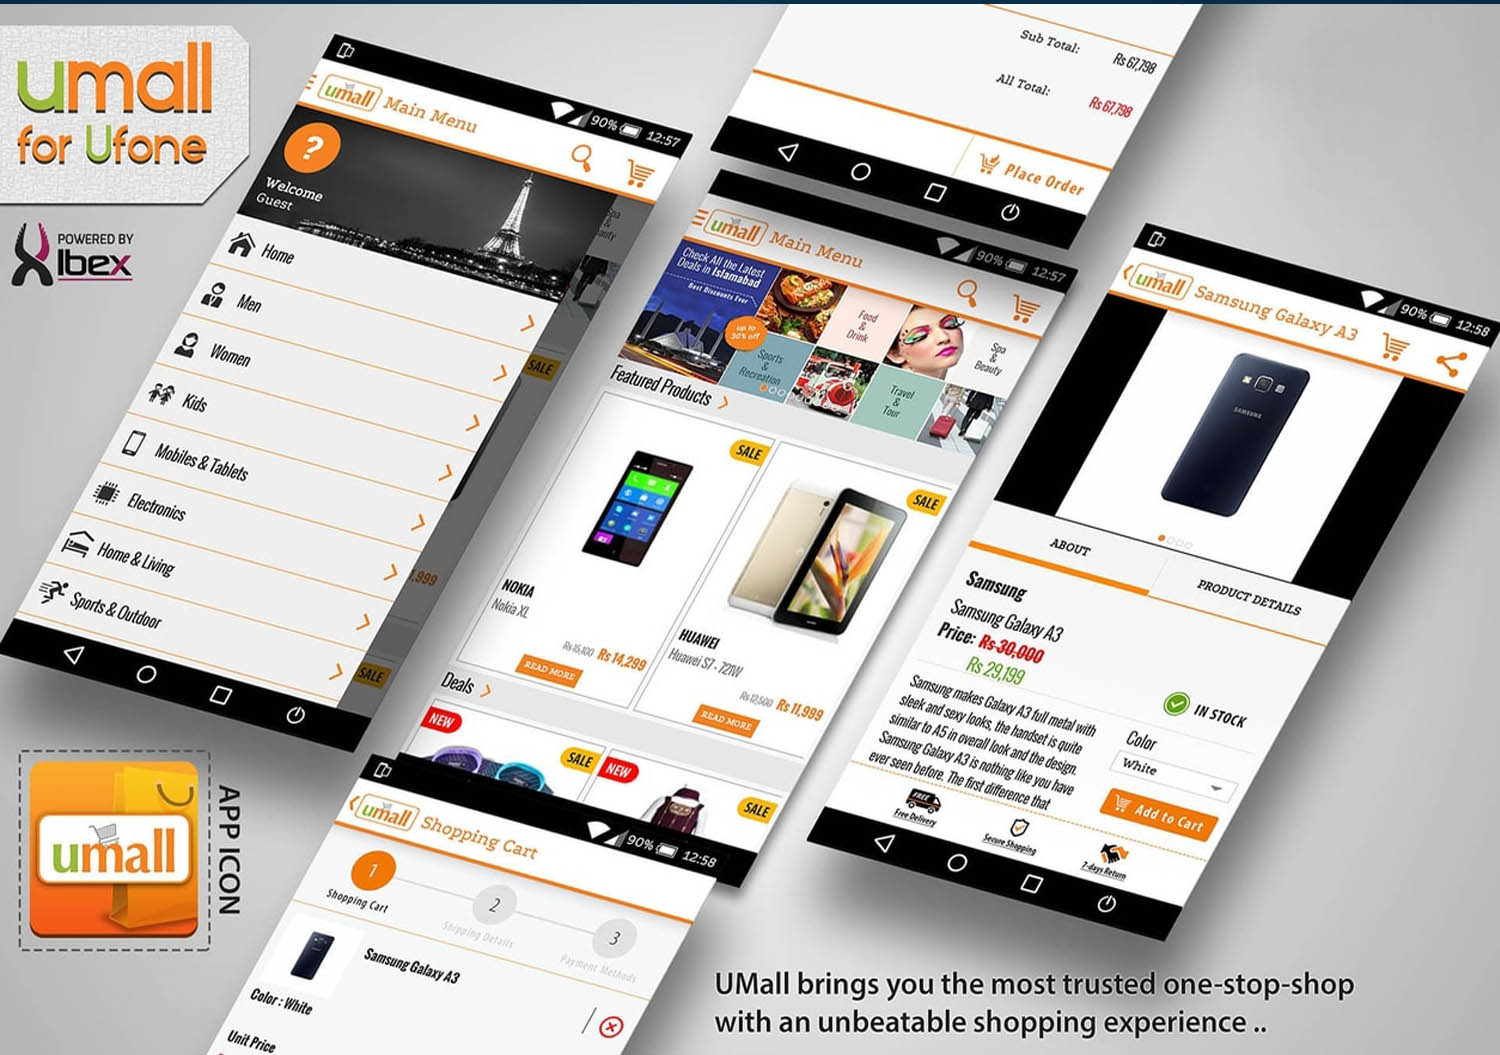 umall
for Ufone
POWERED BY
Ibex
umall
APP ICON
90% 12:57
umall Main Menu
?
Welcome
Guest
Home
Men
Women
Kids
Mobiles & Tablets
Electronics
Home & Living
Sports & Outdoor
Spa
&
SALE
SALE
Sub Total: Rs 67,798
All Total: Rs 67,798
Place Order
90% 12:57
umall Main Menu
Check All the Latest
Deals in Islamabad
Best Discounts Ever
up to
30% off
Food
&
Drink
Spa
&
Beauty
Sports
&
Recreation
Travel
&
Tour
Featured Products
SALE
NOKIA
Nokia XL
Rs 15,100 Rs 14,299
READ MORE
SALE
HUAWEI
Huawei S7 - 721W
Rs 12,500 Rs 11,999
READ MORE
Deals
NEW
SALE
NEW
SALE
90% 12:58
umall Samsung Galaxy A3
SAMSUNG
ABOUT
PRODUCT DETAILS
Samsung
Samsung Galaxy A3
Price: Rs 30,000
Rs 29,199
IN STOCK
Samsung makes Galaxy A3 full metal with
sleek and sexy looks, the handset is quite
similar to A5 in overall look and the design.
Samsung Galaxy A3 is nothing like you have
ever seen before. The first difference that
Color
White
Add to Cart
FREE
Free Delivery
Secure Shopping
7-days Return
90% 12:58
umall Shopping Cart
1
Shopping Cart
2
Shipping Details
3
Payment Methods
Samsung Galaxy A3
Color : White
Unit Price
UMall brings you the most trusted one-stop-shop
with an unbeatable shopping experience ..